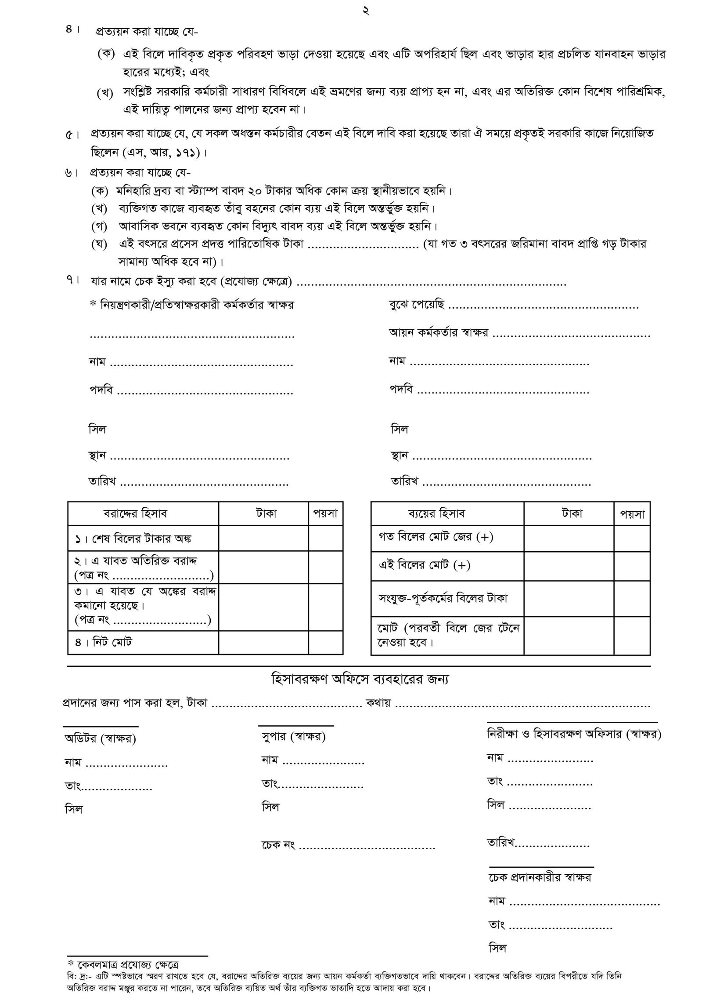 ২
৪। প্রত্যয়ন করা যাচ্ছে যে-
(ক) এই বিলে দাবিকৃত প্রকৃত পরিবহণ ভাড়া দেওয়া হয়েছে এবং এটি অপরিহার্য ছিল এবং ভাড়ার হার প্রচলিত যানবাহন ভাড়ার
হারের মধ্যেই; এবং
(খ) সংশ্লিষ্ট সরকারি কর্মচারী সাধারণ বিধিবলে এই ভ্রমণের জন্য ব্যয় প্রাপ্য হন না, এবং এর অতিরিক্ত কোন বিশেষ পারিশ্রমিক,
এই দায়িত্ব পালনের জন্য প্রাপ্য হবেন না।
৫। প্রত্যয়ন করা যাচ্ছে যে, যে সকল অধস্তন কর্মচারীর বেতন এই বিলে দাবি করা হয়েছে তারা ঐ সময়ে প্রকৃতই সরকারি কাজে নিয়োজিত
ছিলেন (এস, আর, ১৭১)।
৬। প্রত্যয়ন করা যাচ্ছে যে-
(ক) মনিহারি দ্রব্য বা স্ট্যাম্প বাবদ ২০ টাকার অধিক কোন ক্রয় স্থানীয়ভাবে হয়নি।
(খ) ব্যক্তিগত কাজে ব্যবহৃত তাঁবু বহনের কোন ব্যয় এই বিলে অন্তর্ভুক্ত হয়নি।
(গ) আবাসিক ভবনে ব্যবহৃত কোন বিদ্যুৎ বাবদ ব্যয় এই বিলে অন্তর্ভুক্ত হয়নি।
(ঘ) এই বৎসরে প্রসেস প্রদত্ত পারিতোষিক টাকা ............................... (যা গত ৩ বৎসরের জরিমানা বাবদ প্রাপ্তি গড় টাকার
সামান্য অধিক হবে না)।
৭। যার নামে চেক ইস্যু করা হবে (প্রযোজ্য ক্ষেত্রে) ...........................................................................
* নিয়ন্ত্রণকারী/প্রতিস্বাক্ষরকারী কর্মকর্তার স্বাক্ষর
.........................................................
নাম ...................................................
পদবি .................................................
সিল
স্থান ..................................................
তারিখ ...............................................
বুঝে পেয়েছি .....................................................
আয়ন কর্মকর্তার স্বাক্ষর ............................................
নাম ..................................................
পদবি ................................................
সিল
স্থান ..................................................
তারিখ ...............................................
বরাদ্দের হিসাব টাকা পয়সা
১। শেষ বিলের টাকার অঙ্ক
২। এ যাবত অতিরিক্ত বরাদ্দ
(পত্র নং ...........................)
৩। এ যাবত যে অঙ্কের বরাদ্দ
কমানো হয়েছে।
(পত্র নং ..........................)
৪। নিট মোট
ব্যয়ের হিসাব টাকা পয়সা
গত বিলের মোট জের (+)
এই বিলের মোট (+)
সংযুক্ত-পূর্তকর্মের বিলের টাকা
মোট (পরবর্তী বিলে জের টেনে
নেওয়া হবে।
হিসাবরক্ষণ অফিসে ব্যবহারের জন্য
প্রদানের জন্য পাস করা হল, টাকা .......................................... কথায় .......................................................................
অডিটর (স্বাক্ষর)
নাম .......................
তাং....................
সিল
সুপার (স্বাক্ষর)
নাম .......................
তাং........................
সিল
চেক নং ......................................
নিরীক্ষা ও হিসাবরক্ষণ অফিসার (স্বাক্ষর)
নাম ........................
তাং ........................
সিল .......................
তারিখ.....................
চেক প্রদানকারীর স্বাক্ষর
নাম ..........................................
তাং .............................
সিল
* কেবলমাত্র প্রযোজ্য ক্ষেত্রে
বি: দ্র:- এটি স্পষ্টভাবে স্মরণ রাখতে হবে যে, বরাদ্দের অতিরিক্ত ব্যয়ের জন্য আয়ন কর্মকর্তা ব্যক্তিগতভাবে দায়ি থাকবেন। বরাদ্দের অতিরিক্ত ব্যয়ের বিপরীতে যদি তিনি
অতিরিক্ত বরাদ্দ মঞ্জুর করতে না পারেন, তবে অতিরিক্ত ব্যয়িত অর্থ তাঁর ব্যক্তিগত ভাতাদি হতে আদায় করা হবে।